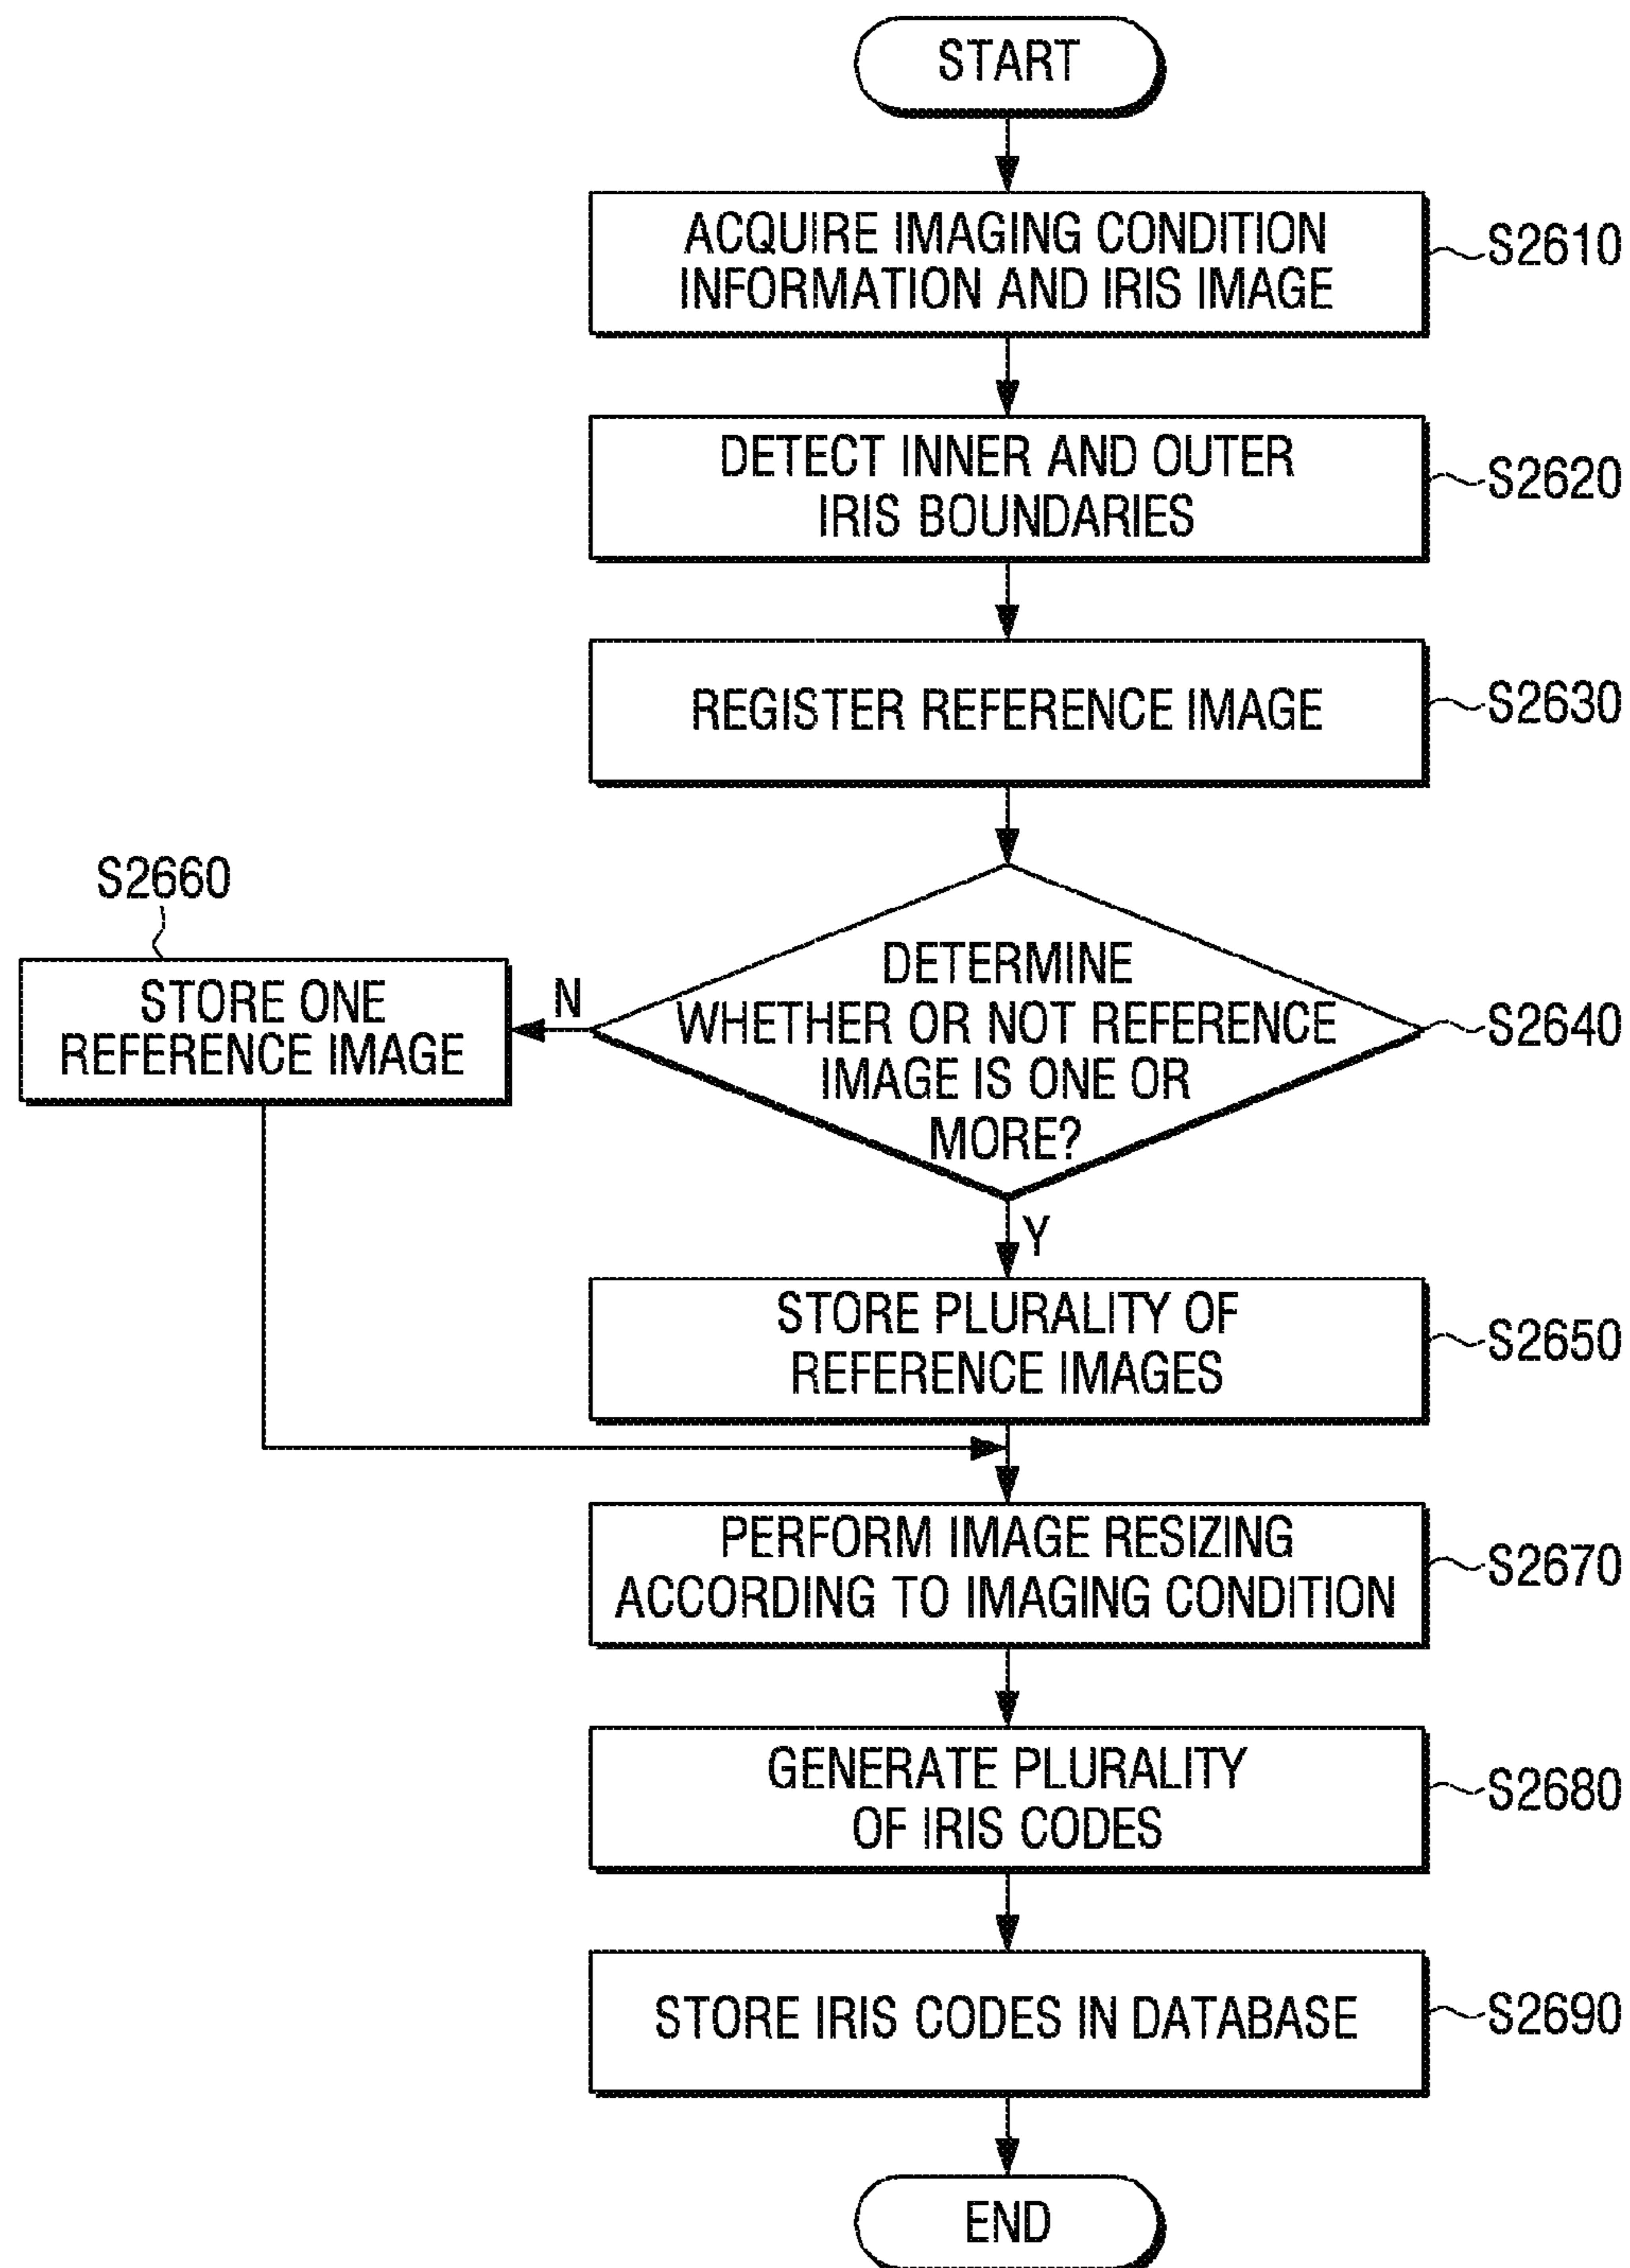 START
ACQUIRE IMAGING CONDITION
INFORMATION AND IRIS IMAGE
S2610
DETECT INNER AND OUTER
IRIS BOUNDARIES
S2620
REGISTER REFERENCE IMAGE
S2630
S2660
STORE ONE
REFERENCE IMAGE
N
DETERMINE
WHETHER OR NOT REFERENCE
IMAGE IS ONE OR
MORE?
S2640
Y
STORE PLURALITY OF
REFERENCE IMAGES
S2650
PERFORM IMAGE RESIZING
ACCORDING TO IMAGING CONDITION
S2670
GENERATE PLURALITY
OF IRIS CODES
S2680
STORE IRIS CODES IN DATABASE
S2690
END